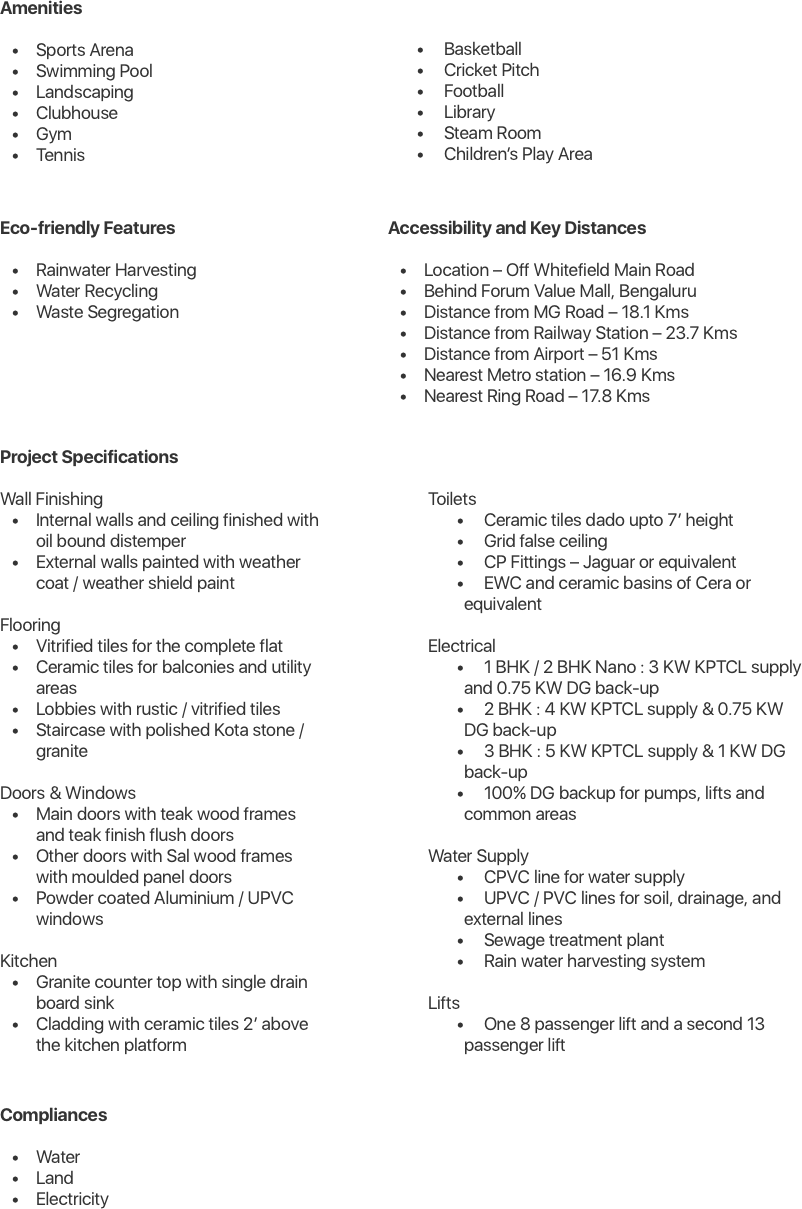 Amenities
• Sports Arena
• Swimming Pool
• Landscaping
• Clubhouse
• Gym
• Tennis
• Basketball
• Cricket Pitch
• Football
• Library
• Steam Room
• Children’s Play Area
Eco-friendly Features
• Rainwater Harvesting
• Water Recycling
• Waste Segregation
Accessibility and Key Distances
• Location – Off Whitefield Main Road
• Behind Forum Value Mall, Bengaluru
• Distance from MG Road – 18.1 Kms
• Distance from Railway Station – 23.7 Kms
• Distance from Airport – 51 Kms
• Nearest Metro station – 16.9 Kms
• Nearest Ring Road – 17.8 Kms
Project Specifications
Wall Finishing
• Internal walls and ceiling finished with
oil bound distemper
• External walls painted with weather
coat / weather shield paint
Flooring
• Vitrified tiles for the complete flat
• Ceramic tiles for balconies and utility
areas
• Lobbies with rustic / vitrified tiles
• Staircase with polished Kota stone /
granite
Doors & Windows
• Main doors with teak wood frames
and teak finish flush doors
• Other doors with Sal wood frames
with moulded panel doors
• Powder coated Aluminium / UPVC
windows
Kitchen
• Granite counter top with single drain
board sink
• Cladding with ceramic tiles 2’ above
the kitchen platform
Toilets
• Ceramic tiles dado upto 7’ height
• Grid false ceiling
• CP Fittings – Jaguar or equivalent
• EWC and ceramic basins of Cera or
equivalent
Electrical
• 1 BHK / 2 BHK Nano : 3 KW KPTCL supply
and 0.75 KW DG back-up
• 2 BHK : 4 KW KPTCL supply & 0.75 KW
DG back-up
• 3 BHK : 5 KW KPTCL supply & 1 KW DG
back-up
• 100% DG backup for pumps, lifts and
common areas
Water Supply
• CPVC line for water supply
• UPVC / PVC lines for soil, drainage, and
external lines
• Sewage treatment plant
• Rain water harvesting system
Lifts
• One 8 passenger lift and a second 13
passenger lift
Compliances
• Water
• Land
• Electricity